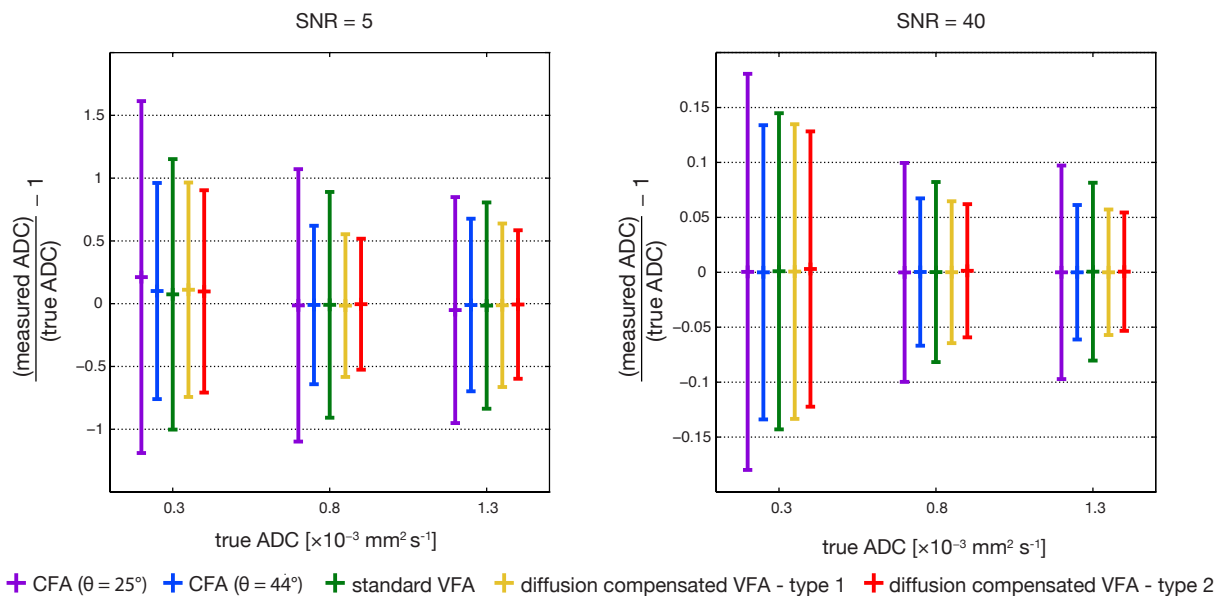 SNR = 5
(measured ADC)
(true ADC)
− 1
1.5
1
0.5
0
−0.5
−1
0.3 0.8 1.3
true ADC [×10⁻³ mm² s⁻¹]
SNR = 40
(measured ADC)
(true ADC)
− 1
0.15
0.1
0.05
0
−0.05
−0.1
−0.15
0.3 0.8 1.3
true ADC [×10⁻³ mm² s⁻¹]
CFA (θ = 25°) CFA (θ = 44°) standard VFA diffusion compensated VFA - type 1 diffusion compensated VFA - type 2